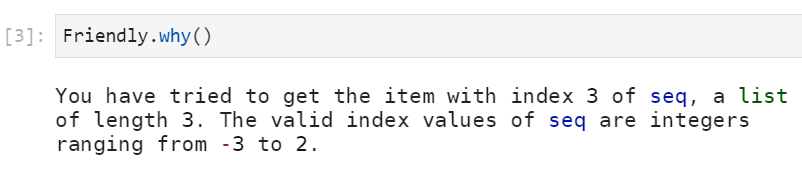 [3]: Friendly.why()
You have tried to get the item with index 3 of seq, a list
of length 3. The valid index values of seq are integers
ranging from -3 to 2.